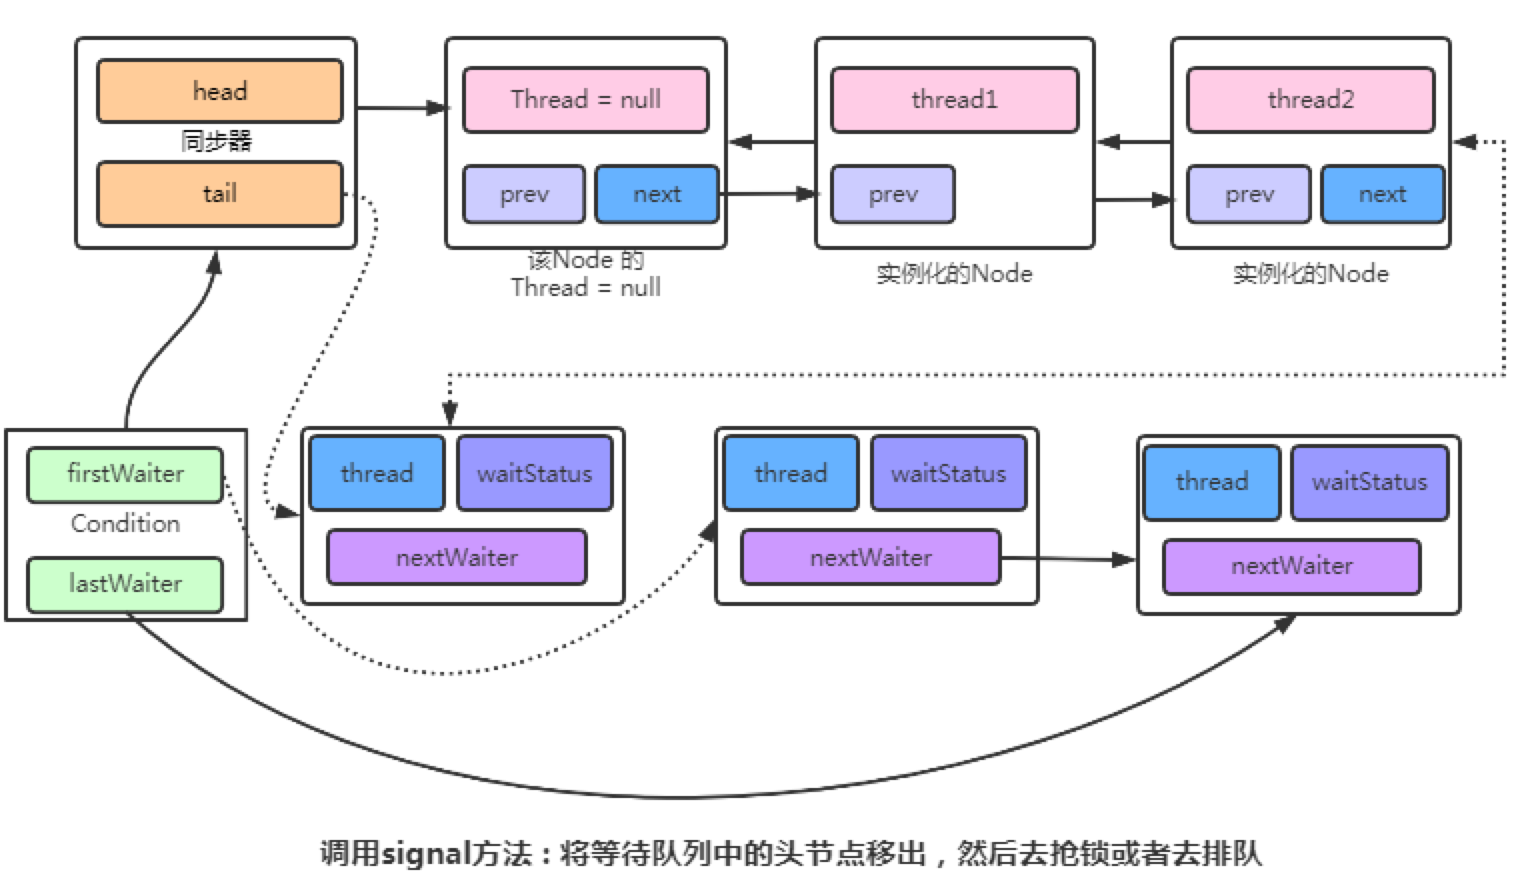 head
同步器
tail
Thread = null
prev
next
该Node 的
Thread = null
thread1
prev
实例化的Node
thread2
prev
next
实例化的Node
firstWaiter
Condition
lastWaiter
thread
waitStatus
nextWaiter
thread
waitStatus
nextWaiter
thread
waitStatus
nextWaiter
调用signal方法：将等待队列中的头节点移出，然后去抢锁或者去排队